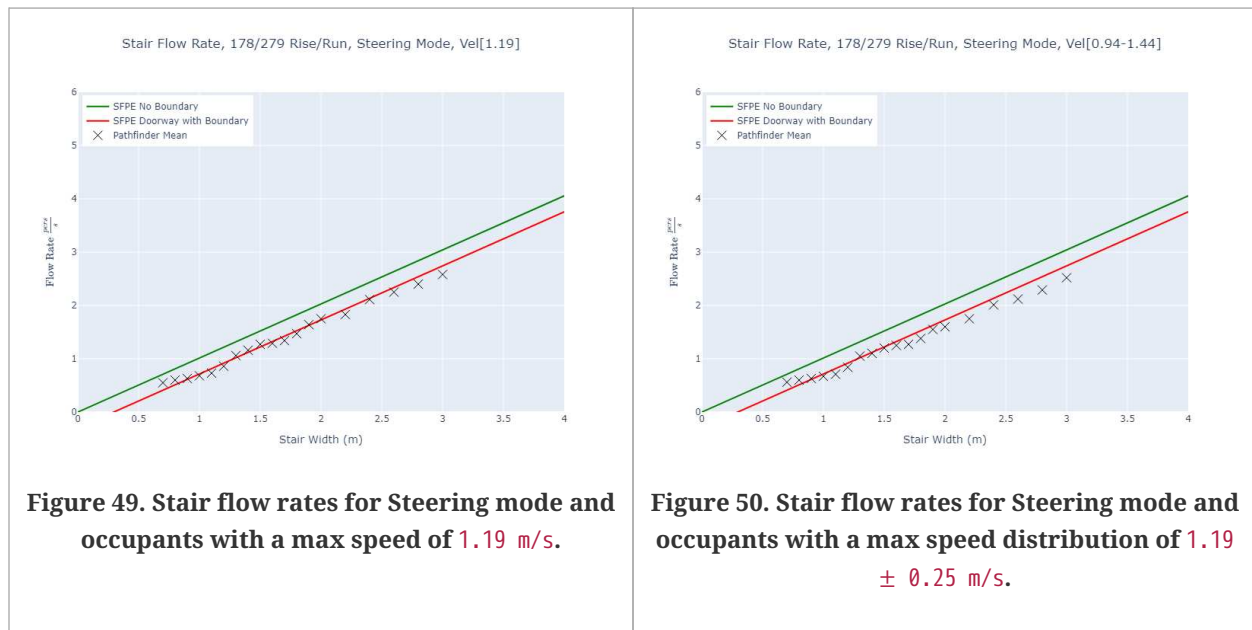 Stair Flow Rate, 178/279 Rise/Run, Steering Mode, Vel[1.19]
SFPE No Boundary
SFPE Doorway with Boundary
Pathfinder Mean
6
5
4
3
2
1
0
Flow Rate pers/s
0
0.5
1
1.5
2
2.5
3
3.5
4
Stair Width (m)
Figure 49. Stair flow rates for Steering mode and
occupants with a max speed of 1.19 m/s.
Stair Flow Rate, 178/279 Rise/Run, Steering Mode, Vel[0.94-1.44]
SFPE No Boundary
SFPE Doorway with Boundary
Pathfinder Mean
6
5
4
3
2
1
0
Flow Rate pers/s
0
0.5
1
1.5
2
2.5
3
3.5
4
Stair Width (m)
Figure 50. Stair flow rates for Steering mode and
occupants with a max speed distribution of 1.19
± 0.25 m/s.